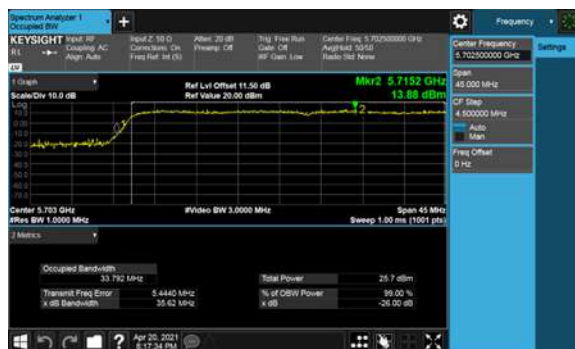 Spectrum Analyzer 1
Occupied BW
Frequency
KEYSIGHT Input: RF Input Z: 50 Ω Atten: 20 dB Trig: Free Run Center Freq: 5.702500000 GHz
RL Coupling: AC Corrections: On Preamp: Off Gate: Off Avg|Hold: 50/50
Align: Auto Freq Ref: Int (S) #IF Gain: Low Radio Std: None
Center Frequency
5.702500000 GHz
Settings
Span
45.000 MHz
CF Step
4.500000 MHz
Auto
Man
Freq Offset
0 Hz
1 Graph
Ref Lvl Offset 11.50 dB
Mkr2 5.7152 GHz
Scale/Div 10.0 dB
Ref Value 20.00 dBm
13.88 dBm
Log
2
Center 5.703 GHz #Video BW 3.0000 MHz Span 45 MHz
#Res BW 1.0000 MHz Sweep 1.00 ms (1001 pts)
2 Metrics
Occupied Bandwidth
33.792 MHz
Total Power 25.7 dBm
Transmit Freq Error 5.4440 MHz % of OBW Power 99.00 %
x dB Bandwidth 35.62 MHz x dB -26.00 dB
? Apr 20, 2021
6:17:34 PM